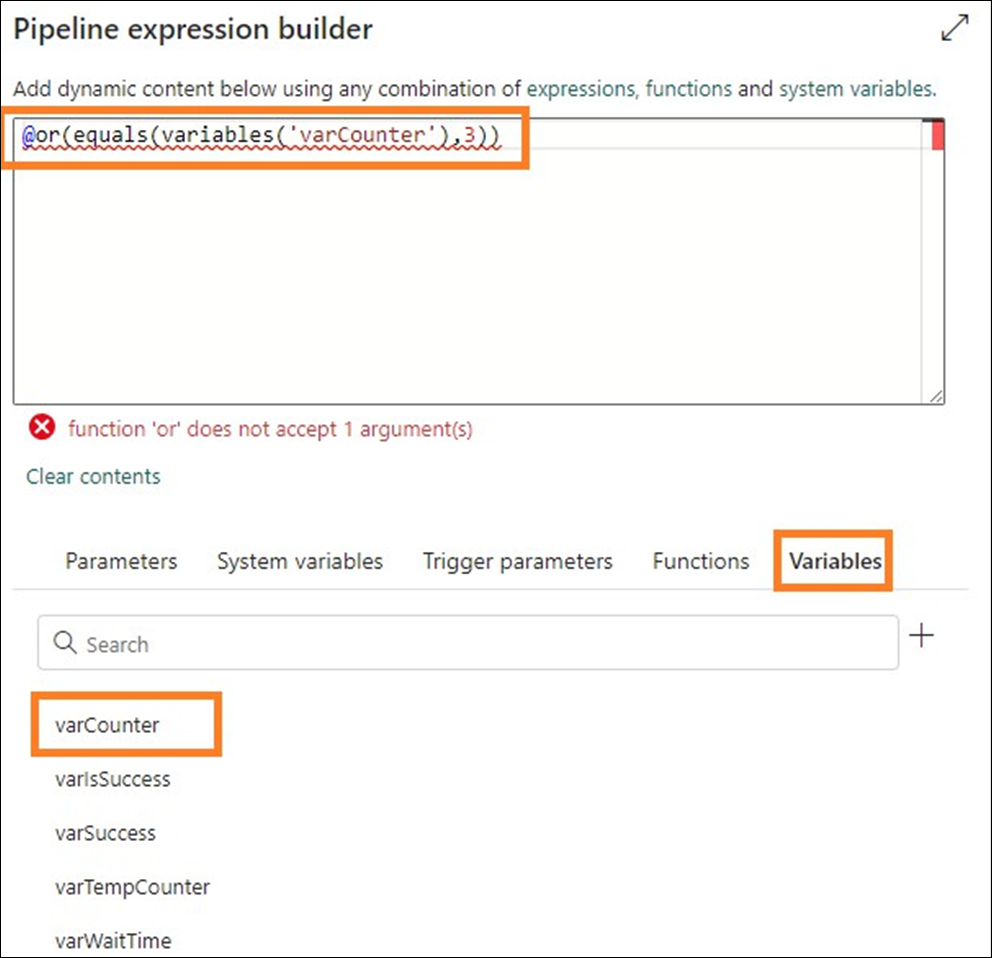 Pipeline expression builder
Add dynamic content below using any combination of expressions, functions and system variables.
@or(equals(variables('varCounter'),3))
function 'or' does not accept 1 argument(s)
Clear contents
Parameters System variables Trigger parameters Functions Variables
Search
varCounter
varIsSuccess
varSuccess
varTempCounter
varWaitTime